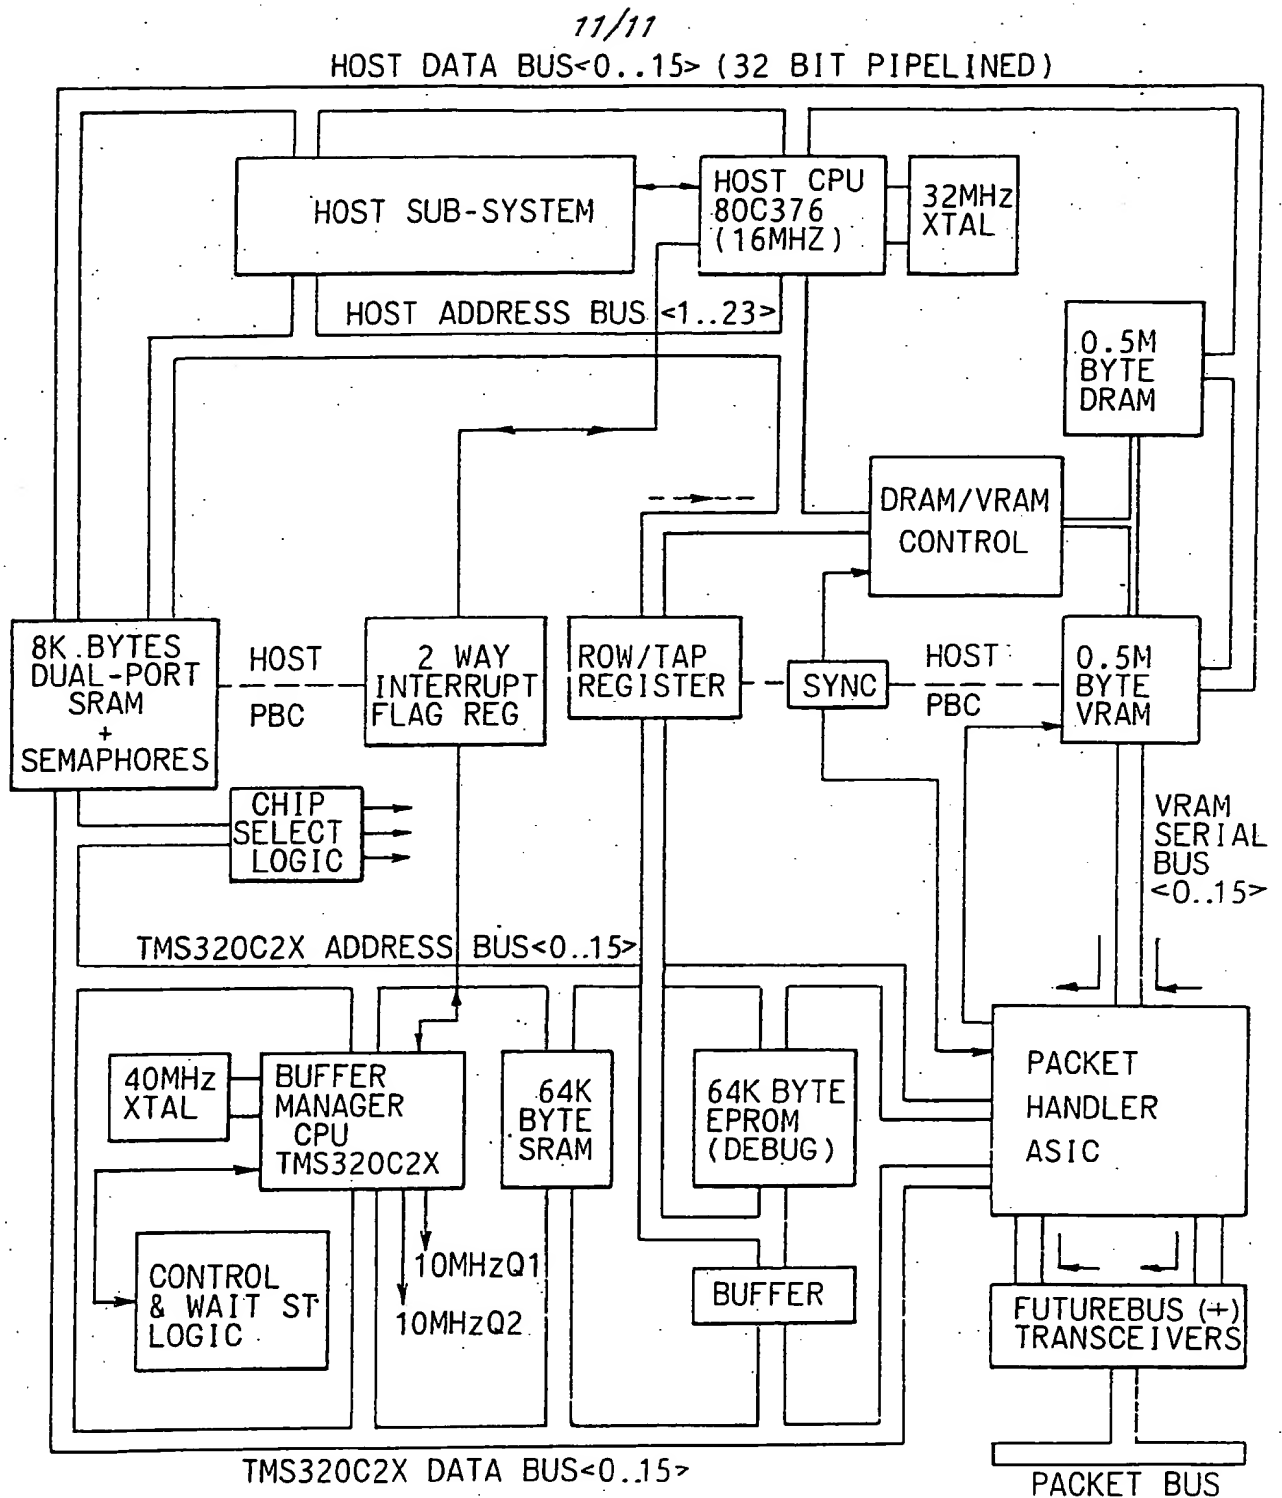 11/11
HOST DATA BUS<0..15> (32 BIT PIPELINED)
HOST SUB-SYSTEM
HOST CPU
80C376
(16MHZ)
32MHz
XTAL
HOST ADDRESS BUS <1..23>
0.5M
BYTE
DRAM
DRAM/VRAM
CONTROL
8K.BYTES
DUAL-PORT
SRAM
+
SEMAPHORES
HOST
PBC
2 WAY
INTERRUPT
FLAG REG.
ROW/TAP
REGISTER
SYNC
HOST
PBC
0.5M
BYTE
VRAM
CHIP
SELECT
LOGIC
VRAM
SERIAL
BUS
<0..15>
TMS320C2X ADDRESS BUS<0..15>
40MHz
XTAL
BUFFER
MANAGER
CPU
TMS320C2X
64K
BYTE
SRAM
64K BYTE
EPROM
(DEBUG)
PACKET
HANDLER
ASIC
10MHzQ1
10MHzQ2
CONTROL
& WAIT ST
LOGIC
BUFFER
FUTUREBUS (+)
TRANSCEIVERS
TMS320C2X DATA BUS<0..15>
PACKET BUS